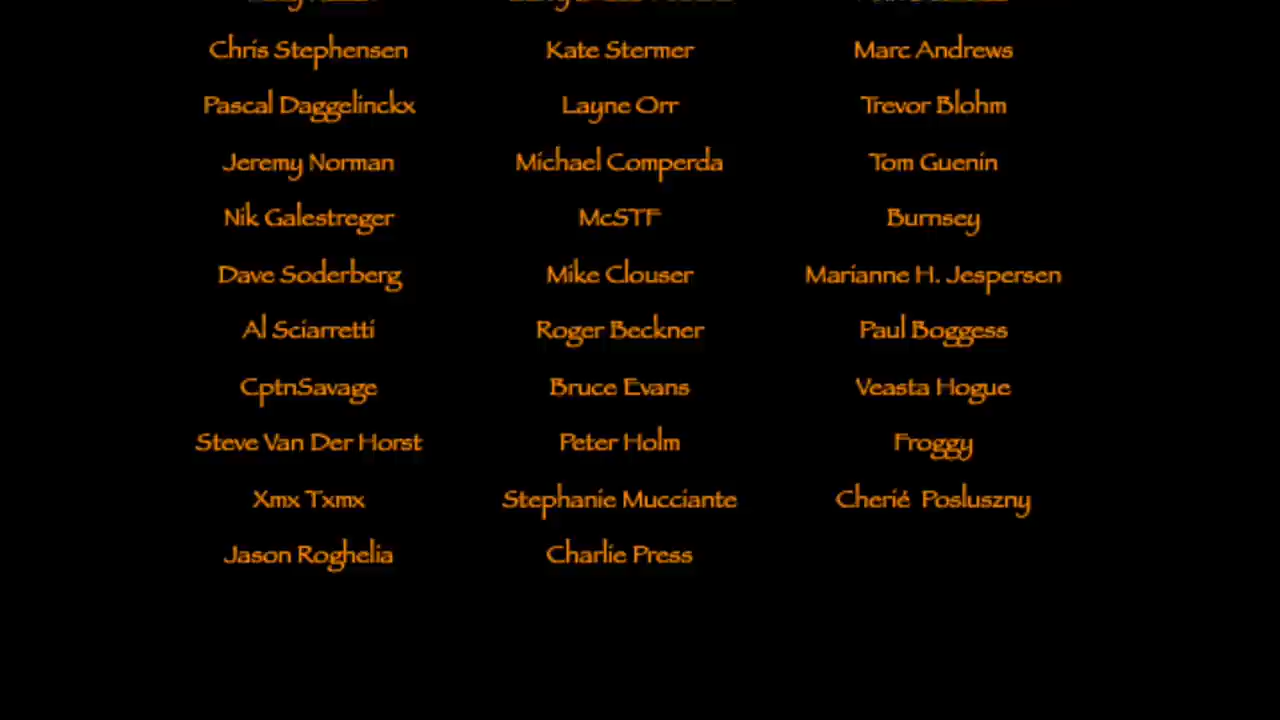 Chris Stephensen Kate Stermer Marc Andrews
Pascal Daggelinckx Layne Orr Trevor Blohm
Jeremy Norman Michael Comperda Tom Guenin
Nik Galestreger McSTF Burnsey
Dave Soderberg Mike Clouser Marianne H. Jespersen
Al Sciarretti Roger Beckner Paul Boggess
CptnSavage Bruce Evans Veasta Hogue
Steve Van Der Horst Peter Holm Froggy
Xmx Txmx Stephanie Mucciante Cherié Posluszny
Jason Roghelia Charlie Press